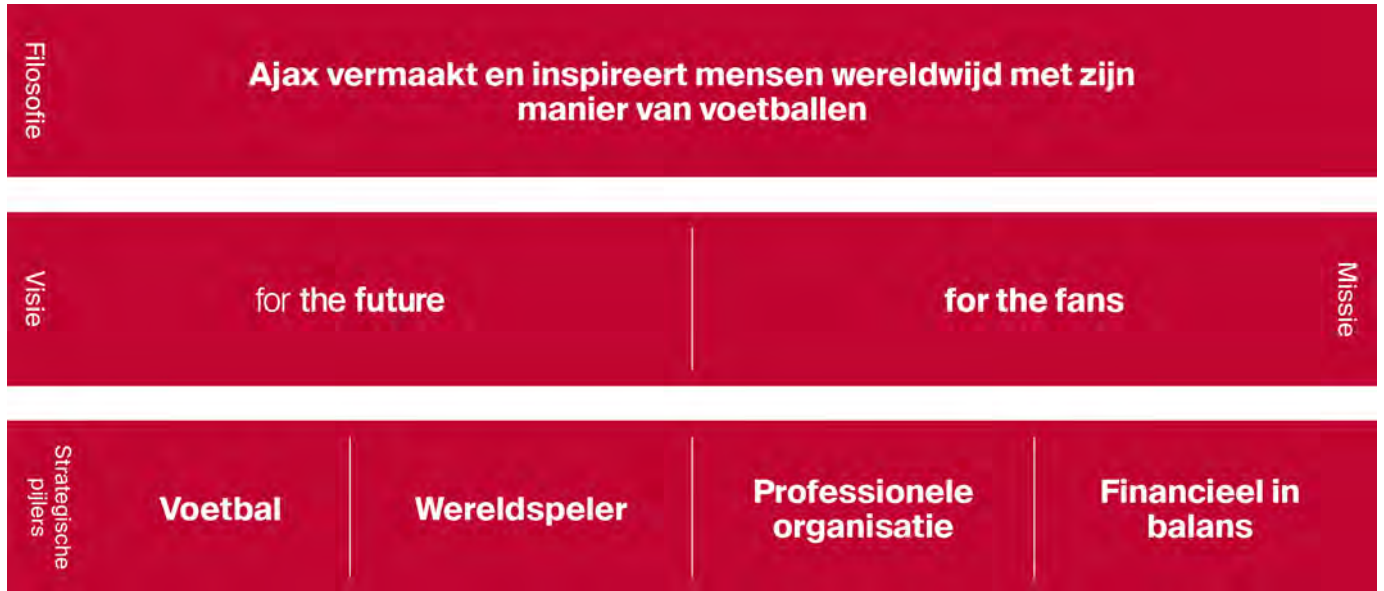 Filosofie
Ajax vermaakt en inspireert mensen wereldwijd met zijn
manier van voetballen
Visie
for the future
for the fans
Missie
Strategische
pijlers
Voetbal
Wereldspeler
Professionele
organisatie
Financieel in
balans